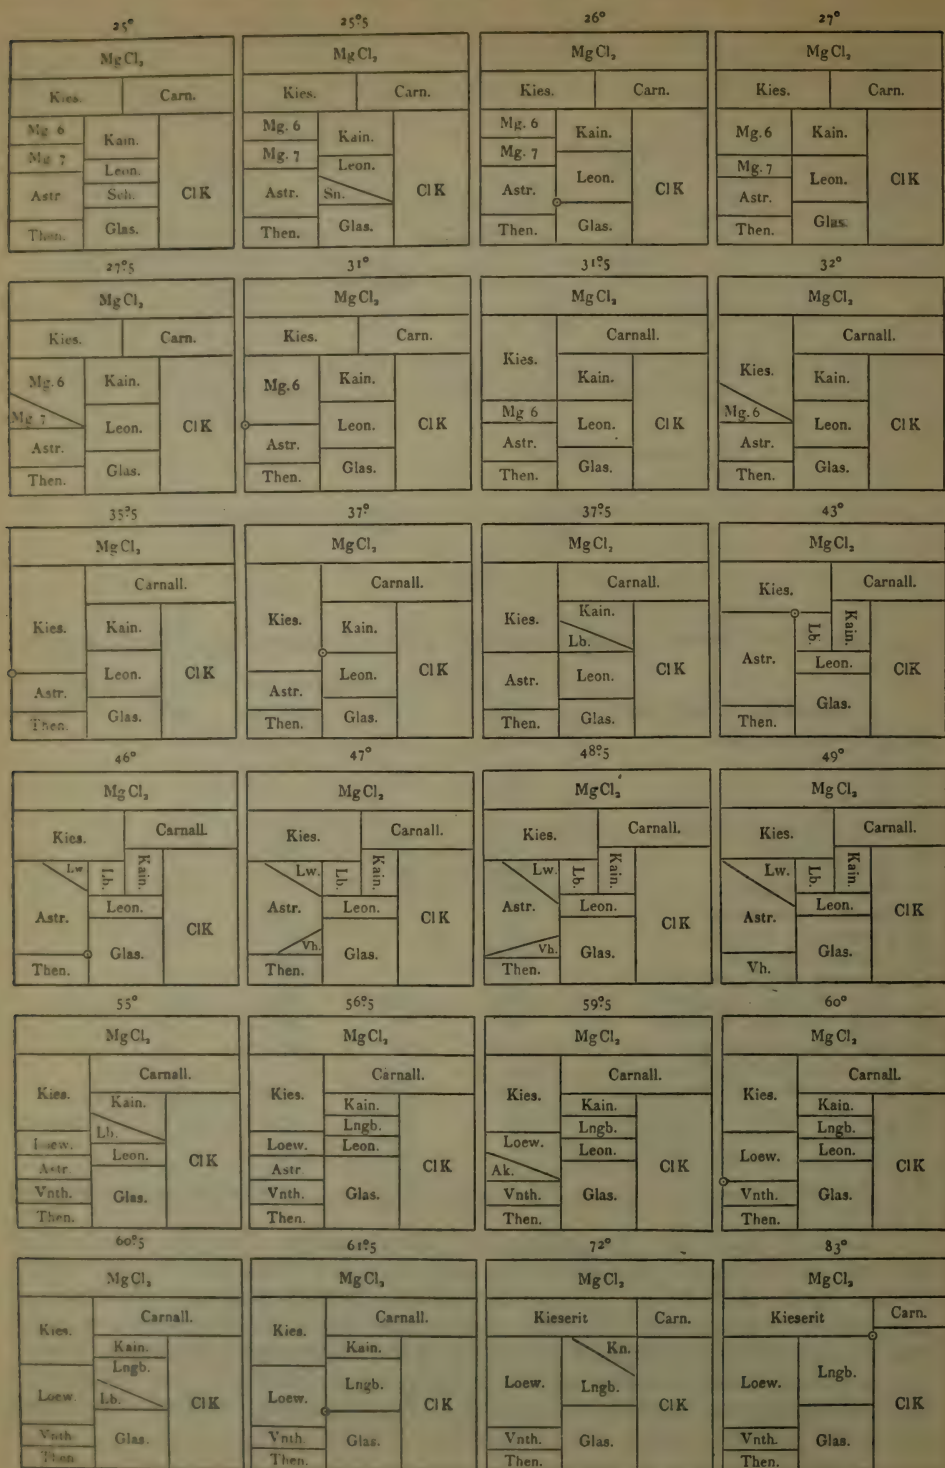 25° 25°5 26° 27°
MgCl₂ MgCl₂ MgCl₂ MgCl₂
Kies. Carn. Kies. Carn. Kies. Carn. Kies. Carn.
Mg 6 Kain. Mg. 6 Kain. Mg. 6 Kain. Mg. 6 Kain.
Mg 7 Leon. Mg. 7 Leon. Mg. 7 Leon. Mg. 7 Leon.
Astr Sch. ClK Astr. Sn. ClK Astr. ClK Astr. ClK
Then. Glas. Then. Glas. Then. Glas. Then. Glas.
27°5 31° 31°5 32°
MgCl₂ MgCl₂ MgCl₂ MgCl₂
Kies. Carn. Kies. Carn. Kies. Carnall. Kies. Carnall.
Mg. 6 Kain. Mg. 6 Kain. Kain. Kain.
Mg 7 Leon. ClK Leon. ClK Mg 6 Leon. ClK Mg. 6 Leon. ClK
Astr. Astr. Astr. Astr.
Then. Glas. Then. Glas. Then. Glas. Then. Glas.
35°5 37° 37°5 43°
MgCl₂ MgCl₂ MgCl₂ MgCl₂
Carnall. Carnall. Carnall. Kies. Carnall.
Kies. Kain. Kies. Kain. Kies. Kain. Lb. Lb. Kain.
Leon. ClK Leon. ClK Leon. ClK Astr. Leon. ClK
Astr. Astr. Astr.
Then. Glas. Then. Glas. Then. Glas. Then. Glas.
46° 47° 48°5 49°
MgCl₂ MgCl₂ MgCl₂ MgCl₂
Kies. Carnall. Kies. Carnall. Kies. Carnall. Kies. Carnall.
Lw Lb. Kain. Lw. Lb. Kain. Lw. Lb. Kain. Lw. Lb. Kain.
Astr. Leon. ClK Astr. Leon. ClK Astr. Leon. ClK Astr. Leon. ClK
Glas. Vh. Glas. Vh. Glas. Glas.
Then. Then. Then. Vh.
55° 56°5 59°5 60°
MgCl₂ MgCl₂ MgCl₂ MgCl₂
Carnall. Carnall. Carnall. Carnall.
Kies. Kain. Kies. Kain. Kies. Kain. Kies. Kain.
Lb. Lngb. Lngb. Lngb.
Loew. Leon. Loew. Leon. Loew. Leon. Loew. Leon.
Astr ClK Astr. ClK Ak. ClK ClK
Vnth. Glas. Vnth. Glas. Vnth. Glas. Vnth. Glas.
Then. Then. Then. Then.
60°5 61°5 72° 83°
MgCl₂ MgCl₂ MgCl₂ MgCl₂
Kies. Carnall. Kies. Carnall. Kieserit Carn. Kieserit Carn.
Kain. Kain. Kn.
Loew. Lngb. Lb. ClK Loew. Lngb. ClK Loew. Lngb. ClK Loew. Lngb. ClK
Vnth Glas. Vnth. Glas. Vnth. Glas. Vnth. Glas.
Then Then. Then. Then.